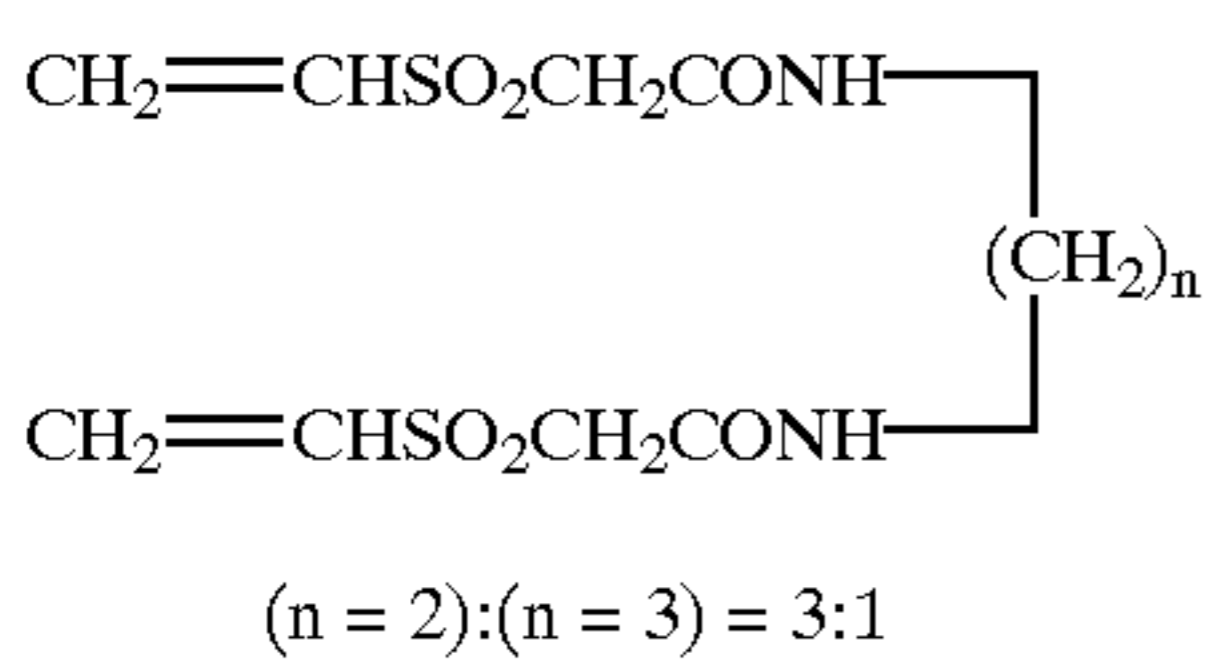 CH₂=CHSO₂CH₂CONH
(CH₂)ₙ
CH₂=CHSO₂CH₂CONH
(n = 2):(n = 3) = 3:1